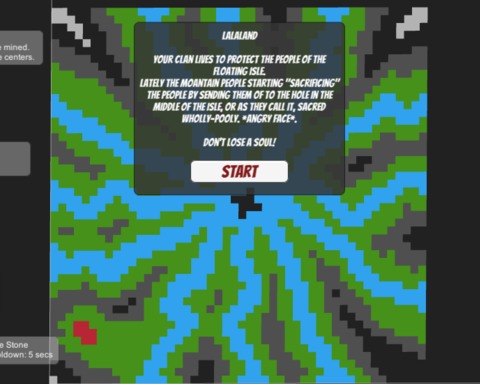 LALALAND
e mined.
e centers.
YOUR CLAN LIVES TO PROTECT THE PEOPLE OF THE
FLOATING ISLE.
LATELY THE MOANTAIN PEOPLE STARTING "SACRIFICING"
THE PEOPLE BY SENDING THEM OF TO THE HOLE IN THE
MIDDLE OF THE ISLE, OR AS THEY CALL IT, SACRED
WHOLLY-POOLY. *ANGRY FACE*.
DON'T LOSE A SOUL!
START
e Stone
oldown: 5 secs